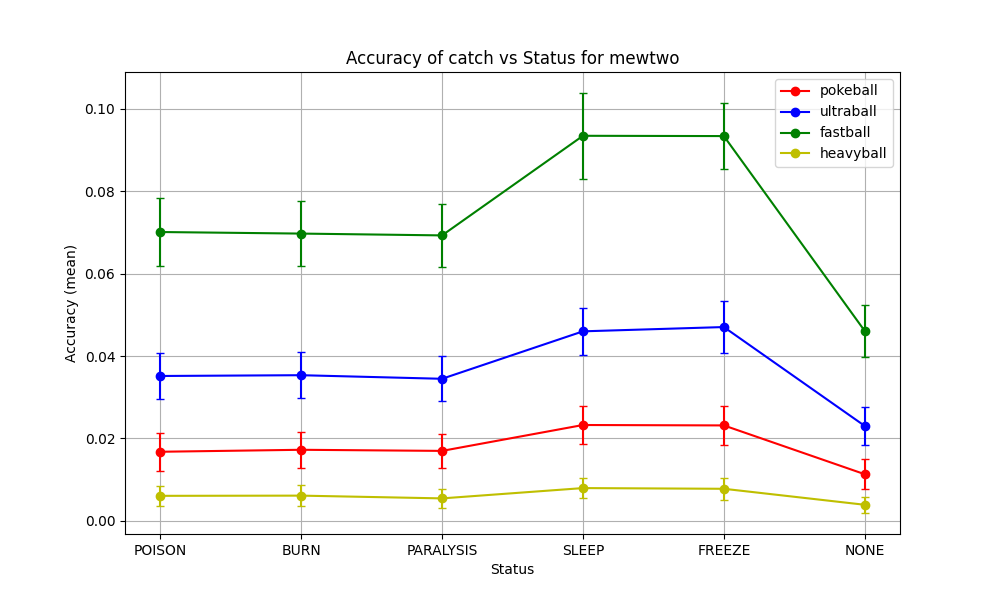 Accuracy of catch vs Status for mewtwo
pokeball
ultraball
fastball
heavyball
Accuracy (mean)
0.10
0.08
0.06
0.04
0.02
0.00
POISON BURN PARALYSIS SLEEP FREEZE NONE
Status